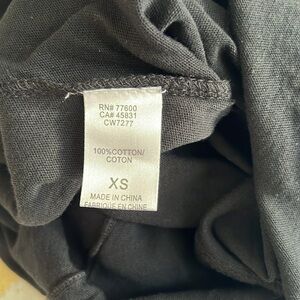 RN# 77600
CA# 45831
CW7277
100%COTTON/
COTON
XS
MADE IN CHINA
FABRIQUÉ EN CHINE